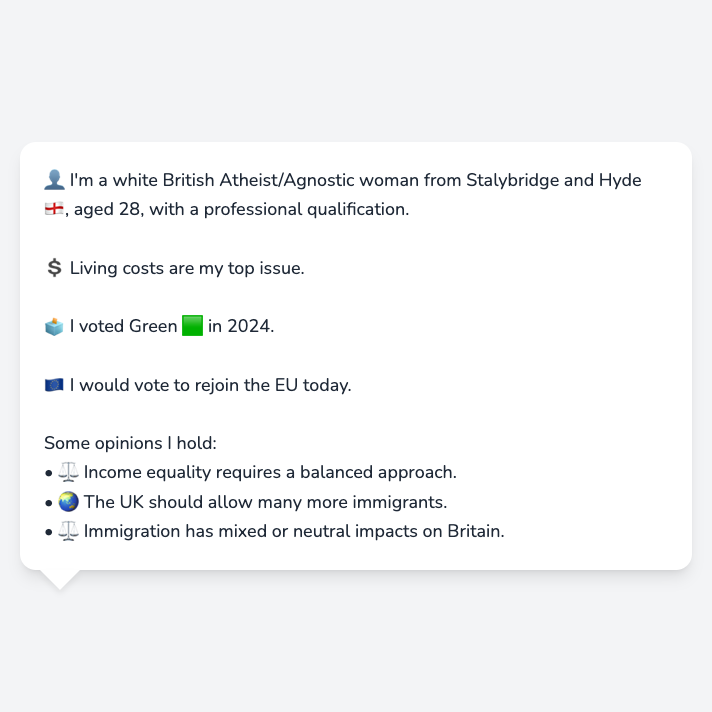 👤 I'm a white British Atheist/Agnostic woman from Stalybridge and Hyde
🏴󠁧󠁢󠁥󠁮󠁧󠁿, aged 28, with a professional qualification.
💲 Living costs are my top issue.
🗳️ I voted Green 🟩 in 2024.
🇪🇺 I would vote to rejoin the EU today.
Some opinions I hold:
• ⚖️ Income equality requires a balanced approach.
• 🌏 The UK should allow many more immigrants.
• ⚖️ Immigration has mixed or neutral impacts on Britain.